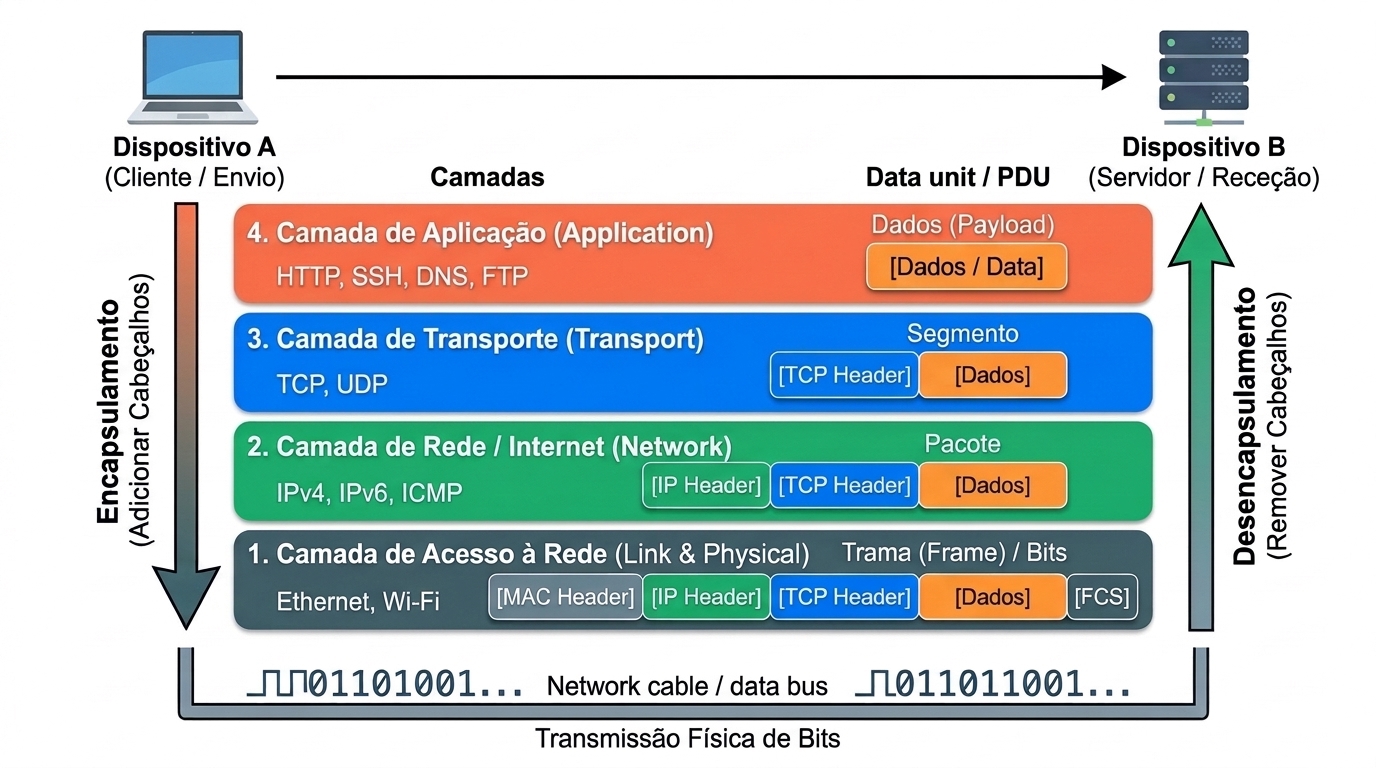 Dispositivo A
(Cliente / Envio)
Camadas
Data unit / PDU
Dispositivo B
(Servidor / Receção)
Encapsulamento
(Adicionar Cabeçalhos)
4. Camada de Aplicação (Application)
HTTP, SSH, DNS, FTP
Dados (Payload)
[Dados / Data]
3. Camada de Transporte (Transport)
TCP, UDP
Segmento
[TCP Header] [Dados]
2. Camada de Rede / Internet (Network)
IPv4, IPv6, ICMP
Pacote
[IP Header] [TCP Header] [Dados]
1. Camada de Acesso à Rede (Link & Physical)
Ethernet, Wi-Fi
Trama (Frame) / Bits
[MAC Header] [IP Header] [TCP Header] [Dados] [FCS]
Desencapsulamento
(Remover Cabeçalhos)
01101001...
Network cable / data bus
011011001...
Transmissão Física de Bits